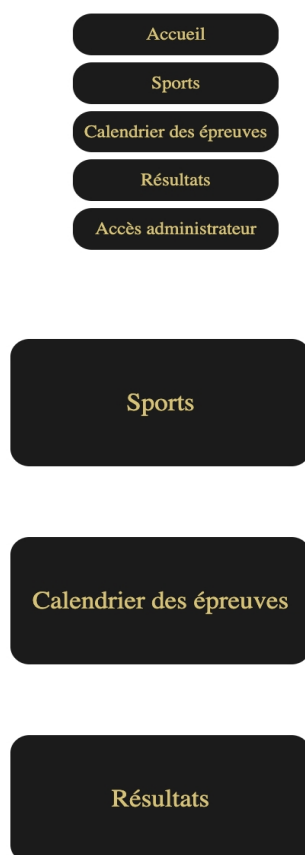 Accueil
Sports
Calendrier des épreuves
Résultats
Accès administrateur
Sports
Calendrier des épreuves
Résultats